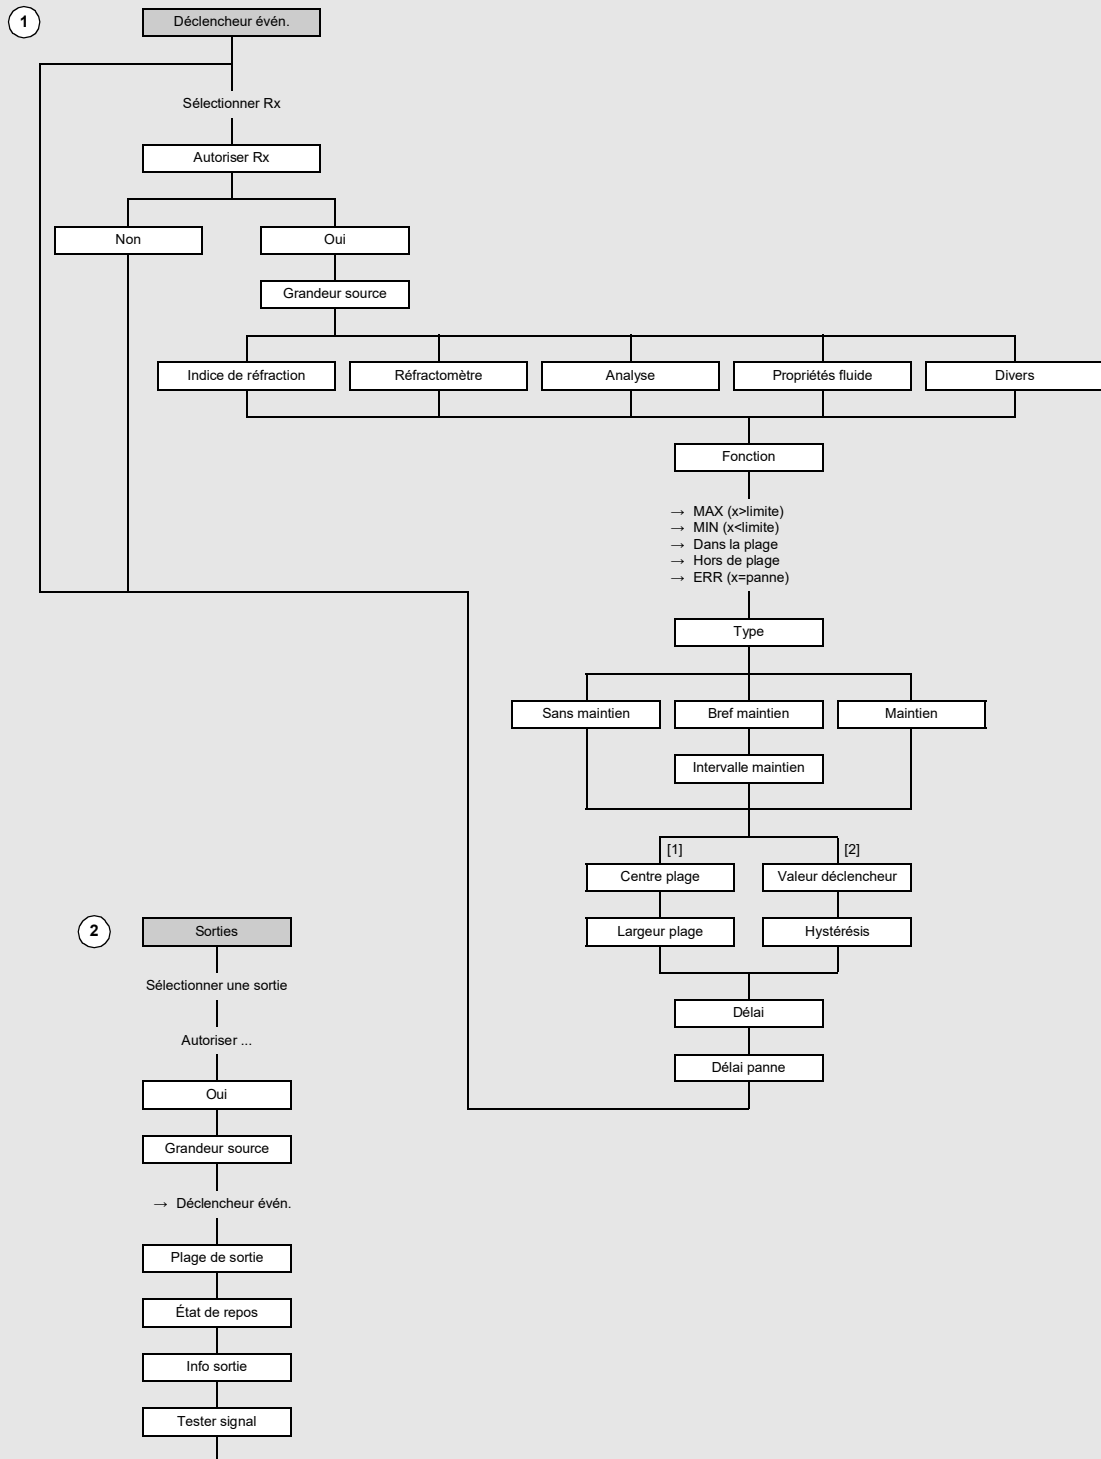 1
Déclencheur évén.
Sélectionner Rx
Autoriser Rx
Non
Oui
Grandeur source
Indice de réfraction
Réfractomètre
Analyse
Propriétés fluide
Divers
Fonction
→ MAX (x>limite)
→ MIN (x<limite)
→ Dans la plage
→ Hors de plage
→ ERR (x=panne)
Type
Sans maintien
Bref maintien
Maintien
Intervalle maintien
[1]
[2]
Centre plage
Valeur déclencheur
Largeur plage
Hystérésis
Délai
Délai panne
2
Sorties
Sélectionner une sortie
Autoriser ...
Oui
Grandeur source
→ Déclencheur évén.
Plage de sortie
État de repos
Info sortie
Tester signal